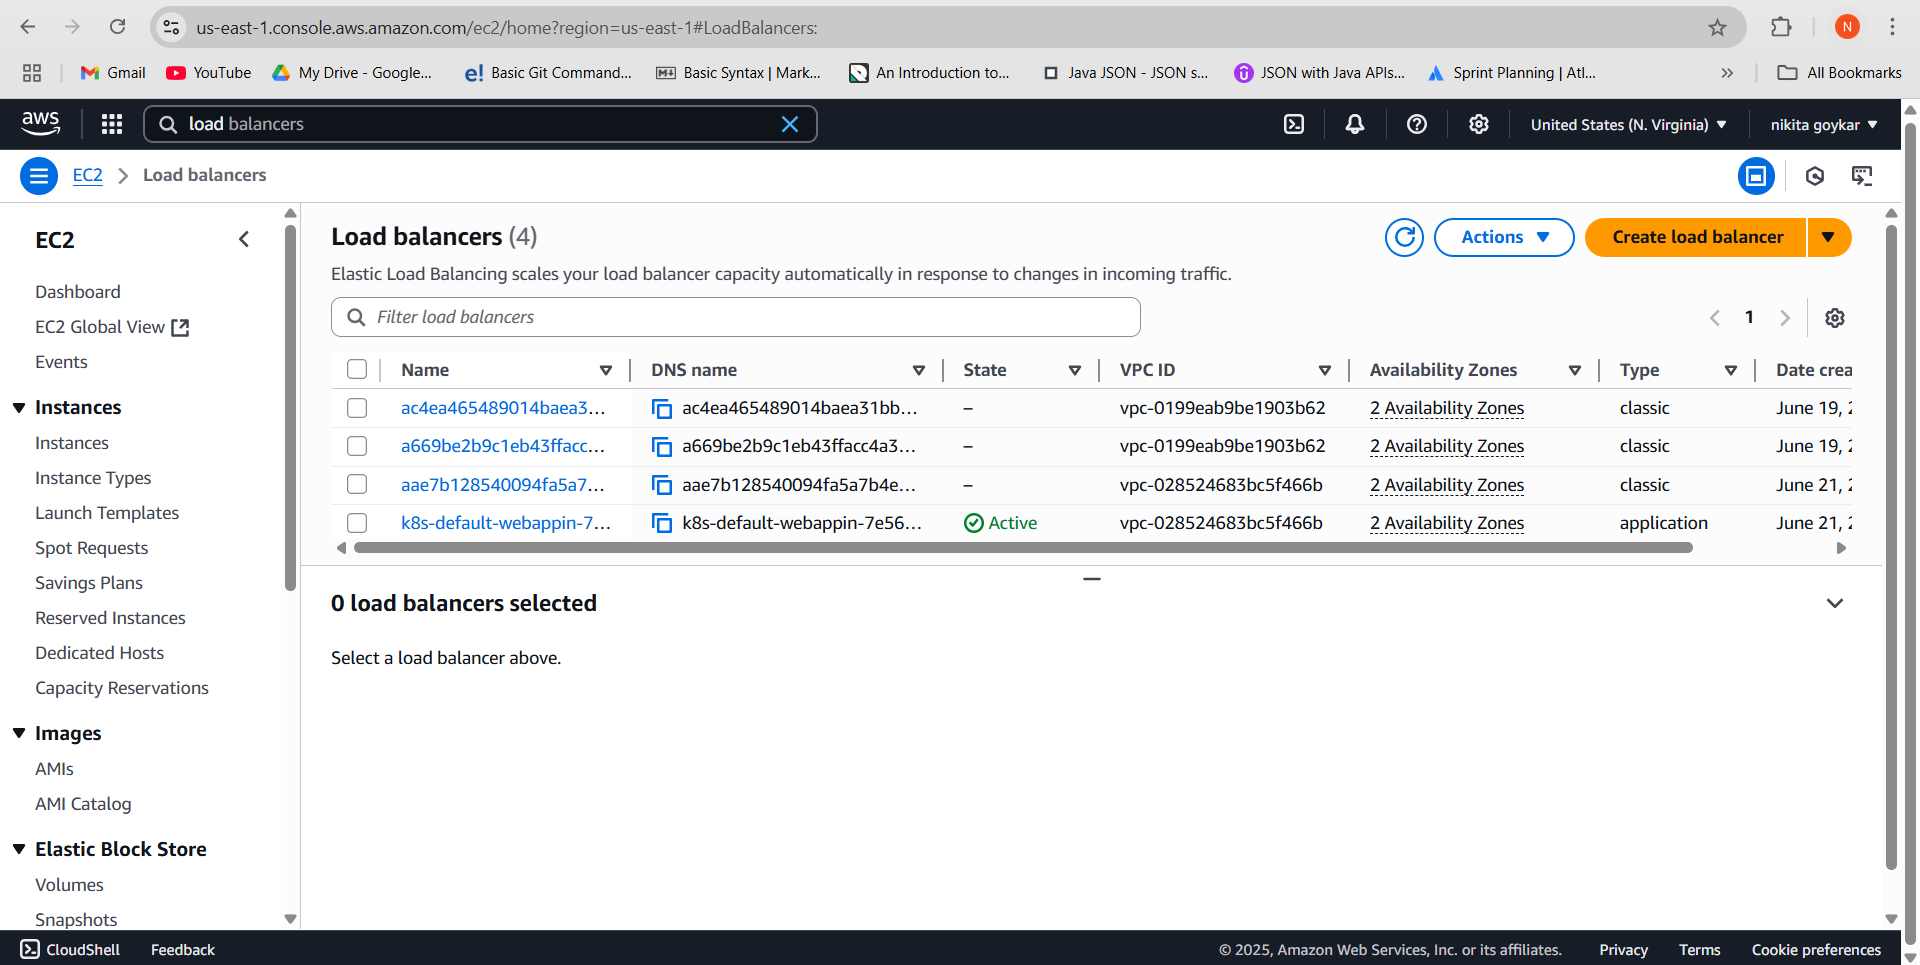 us-east-1.console.aws.amazon.com/ec2/home?region=us-east-1#LoadBalancers:
N
Gmail
YouTube
My Drive - Google...
e! Basic Git Command...
Basic Syntax | Mark...
An Introduction to...
Java JSON - JSON s...
JSON with Java APIs...
Sprint Planning | Atl...
All Bookmarks
aws
load balancers
United States (N. Virginia)
nikita goykar
EC2
Load balancers
EC2
Dashboard
EC2 Global View
Events
Instances
Instances
Instance Types
Launch Templates
Spot Requests
Savings Plans
Reserved Instances
Dedicated Hosts
Capacity Reservations
Images
AMIs
AMI Catalog
Elastic Block Store
Volumes
Snapshots
Load balancers (4)
Actions
Create load balancer
Elastic Load Balancing scales your load balancer capacity automatically in response to changes in incoming traffic.
Filter load balancers
1
Name DNS name State VPC ID Availability Zones Type Date crea
ac4ea465489014baea3... ac4ea465489014baea31bb... – vpc-0199eab9be1903b62 2 Availability Zones classic June 19, 2
a669be2b9c1eb43ffacc... a669be2b9c1eb43ffacc4a3... – vpc-0199eab9be1903b62 2 Availability Zones classic June 19, 2
aae7b128540094fa5a7... aae7b128540094fa5a7b4e... – vpc-028524683bc5f466b 2 Availability Zones classic June 21, 2
k8s-default-webappin-7... k8s-default-webappin-7e56... Active vpc-028524683bc5f466b 2 Availability Zones application June 21, 2
0 load balancers selected
Select a load balancer above.
CloudShell
Feedback
© 2025, Amazon Web Services, Inc. or its affiliates.
Privacy
Terms
Cookie preferences